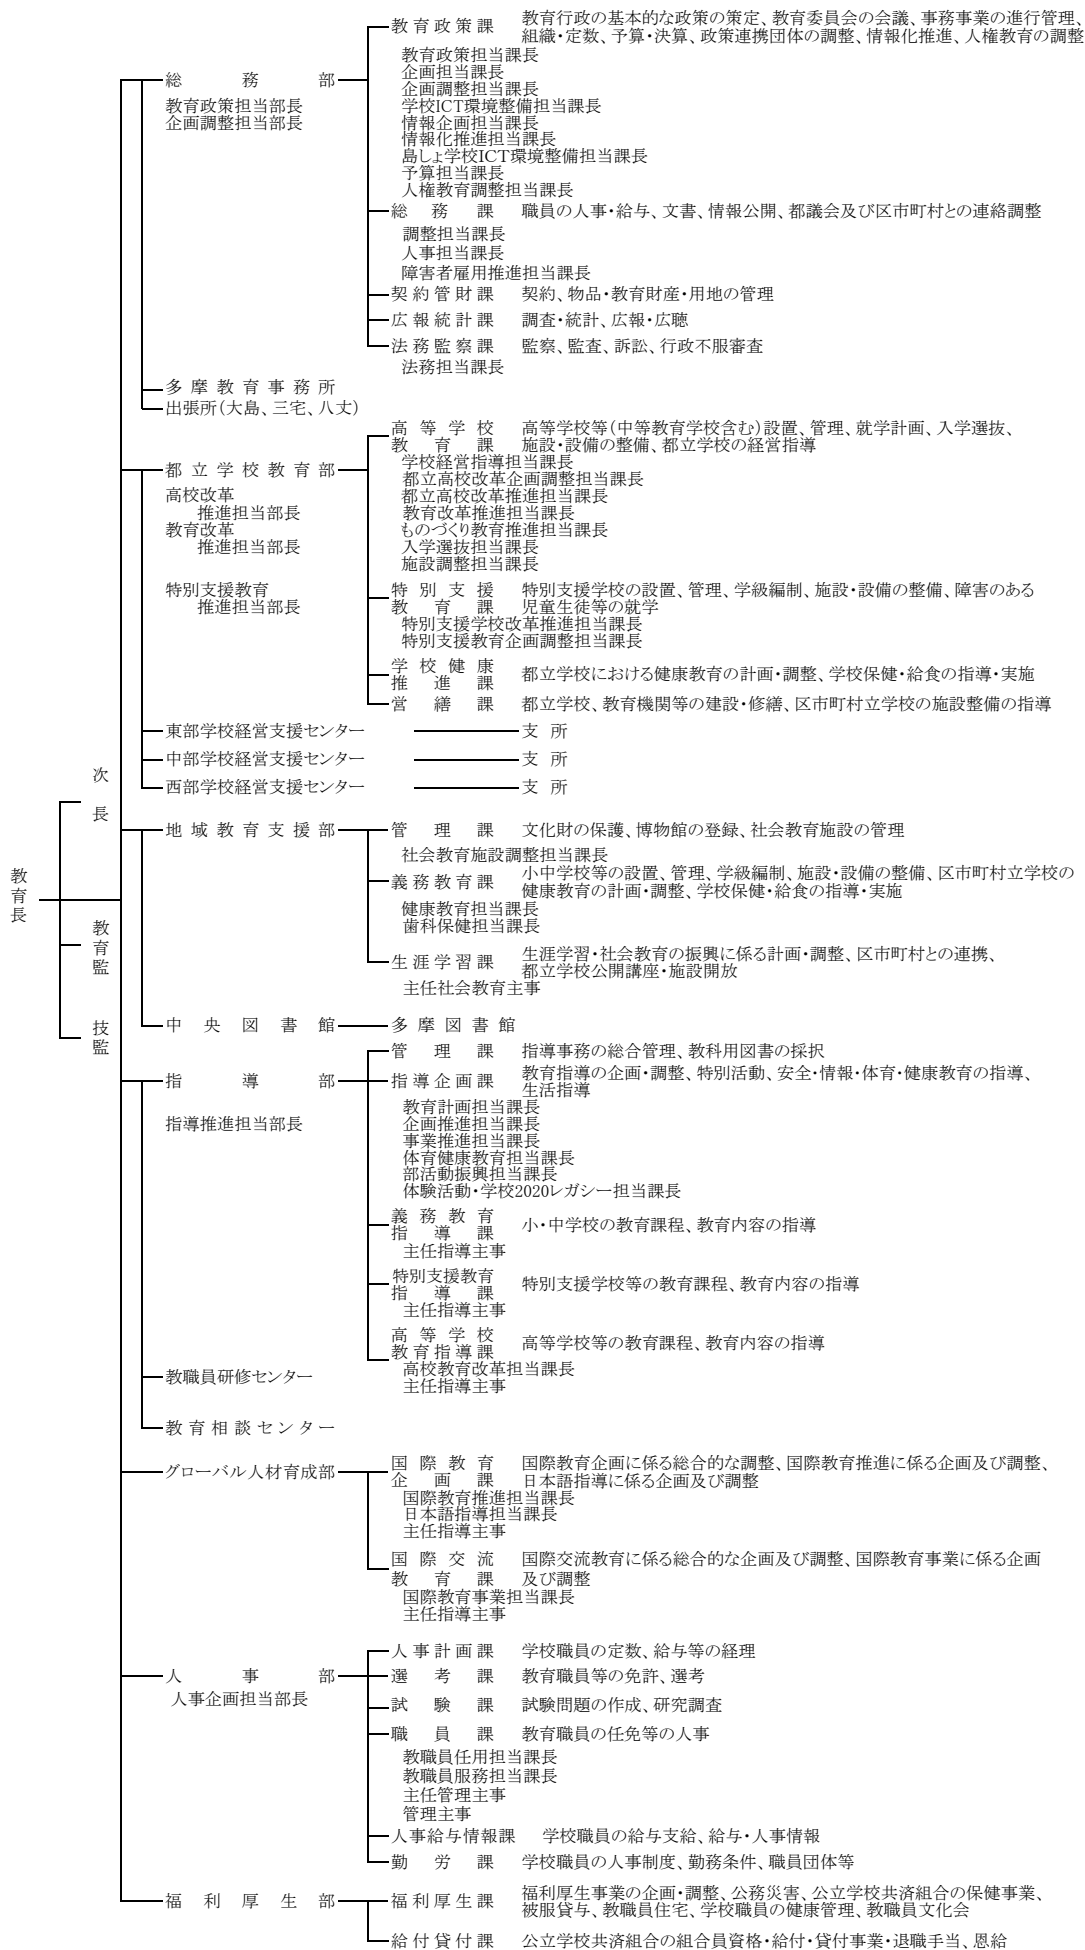 教育政策課 教育行政の基本的な政策の策定、教育委員会の会議、事務事業の進行管理、
組織・定数、予算・決算、政策連携団体の調整、情報化推進、人権教育の調整
教育政策担当課長
企画担当課長
総務部
企画調整担当課長
教育政策担当部長 学校ICT環境整備担当課長
企画調整担当部長 情報企画担当課長
情報化推進担当課長
島しょ学校ICT環境整備担当課長
予算担当課長
人権教育調整担当課長
総務課 職員の人事・給与、文書、情報公開、都議会及び区市町村との連絡調整
調整担当課長
人事担当課長
障害者雇用推進担当課長
契約管財課 契約、物品・教育財産・用地の管理
広報統計課 調査・統計、広報・広聴
法務監察課 監察、監査、訴訟、行政不服審査
法務担当課長
多摩教育事務所
出張所（大島、三宅、八丈）
高等学校 高等学校等（中等教育学校含む）設置、管理、就学計画、入学選抜、
教育課 施設・設備の整備、都立学校の経営指導
学校経営指導担当課長
都立学校教育部
都立高校改革企画調整担当課長
高校改革 都立高校改革推進担当課長
推進担当部長 教育改革推進担当課長
教育改革 ものづくり教育推進担当課長
推進担当部長 入学選抜担当課長
施設調整担当課長
特別支援教育 特別支援 特別支援学校の設置、管理、学級編制、施設・設備の整備、障害のある
推進担当部長 教育課 児童生徒等の就学
特別支援学校改革推進担当課長
特別支援教育企画調整担当課長
学校健康
推進課 都立学校における健康教育の計画・調整、学校保健・給食の指導・実施
営繕課 都立学校、教育機関等の建設・修繕、区市町村立学校の施設整備の指導
東部学校経営支援センター 支所
中部学校経営支援センター 支所
西部学校経営支援センター 支所
次長
地域教育支援部 管理課 文化財の保護、博物館の登録、社会教育施設の管理
社会教育施設調整担当課長
教育長
義務教育課 小中学校等の設置、管理、学級編制、施設・設備の整備、区市町村立学校の
健康教育の計画・調整、学校保健・給食の指導・実施
健康教育担当課長
歯科保健担当課長
教育監
生涯学習課 生涯学習・社会教育の振興に係る計画・調整、区市町村との連携、
都立学校公開講座・施設開放
主任社会教育主事
技監
中央図書館 多摩図書館
管理課 指導事務の総合管理、教科用図書の採択
指導部 指導企画課 教育指導の企画・調整、特別活動、安全・情報・体育・健康教育の指導、
生活指導
教育計画担当課長
指導推進担当部長 企画推進担当課長
事業推進担当課長
体育健康教育担当課長
部活動振興担当課長
体験活動・学校2020レガシー担当課長
義務教育
指導課 小・中学校の教育課程、教育内容の指導
主任指導主事
特別支援教育
指導課 特別支援学校等の教育課程、教育内容の指導
主任指導主事
高等学校
教育指導課 高等学校等の教育課程、教育内容の指導
高校教育改革担当課長
教職員研修センター
主任指導主事
教育相談センター
グローバル人材育成部
国際教育 国際教育企画に係る総合的な調整、国際教育推進に係る企画及び調整、
企画課 日本語指導に係る企画及び調整
国際教育推進担当課長
日本語指導担当課長
主任指導主事
国際交流 国際交流教育に係る総合的な企画及び調整、国際教育事業に係る企画
教育課 及び調整
国際教育事業担当課長
主任指導主事
人事計画課 学校職員の定数、給与等の経理
人事部 選考課 教育職員等の免許、選考
人事企画担当部長
試験課 試験問題の作成、研究調査
職員課 教育職員の任免等の人事
教職員任用担当課長
教職員服務担当課長
主任管理主事
管理主事
人事給与情報課 学校職員の給与支給、給与・人事情報
勤労課 学校職員の人事制度、勤務条件、職員団体等
福利厚生部 福利厚生課 福利厚生事業の企画・調整、公務災害、公立学校共済組合の保健事業、
被服貸与、教職員住宅、学校職員の健康管理、教職員文化会
給付貸付課 公立学校共済組合の組合員資格・給付・貸付事業・退職手当、恩給